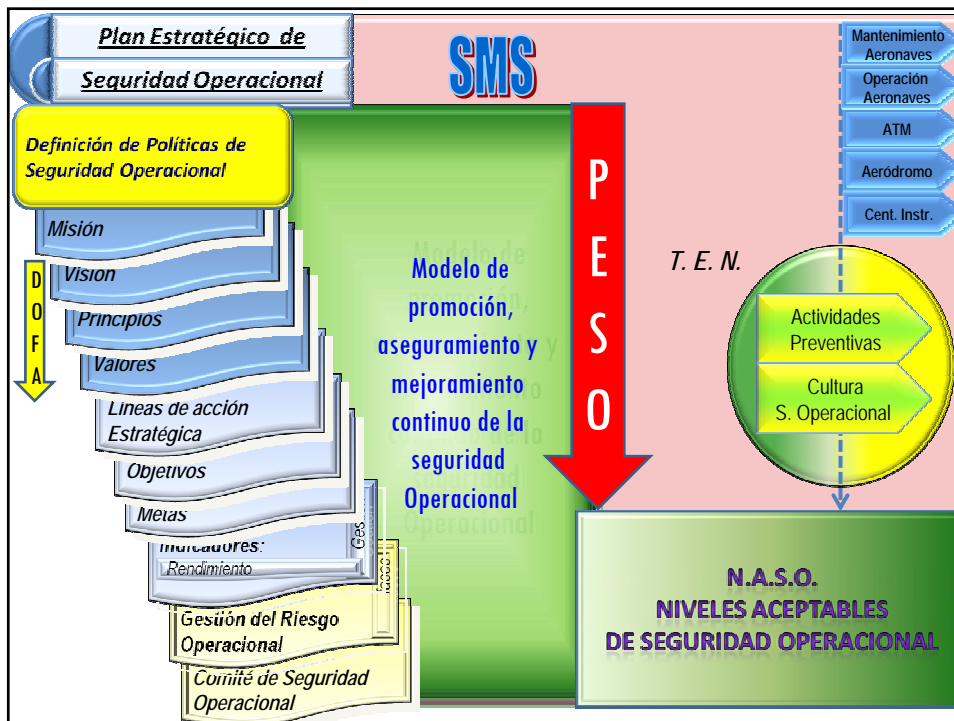 Plan Estratégico de
Seguridad Operacional
SMS
Definición de Políticas de
Seguridad Operacional
Misión
Visión
Principios
Valores
Líneas de acción
Estratégica
Objetivos
Metas
Indicadores:
Rendimiento
Gestión del Riesgo
Operacional
Comité de Seguridad
Operacional
D
O
F
A
Modelo de
promoción,
aseguramiento y
mejoramiento
continuo de la
seguridad
Operacional
P
E
S
O
T. E. N.
Mantenimiento
Aeronaves
Operación
Aeronaves
ATM
Aeródromo
Cent. Instr.
Actividades
Preventivas
Cultura
S. Operacional
N.A.S.O.
NIVELES ACEPTABLES
DE SEGURIDAD OPERACIONAL